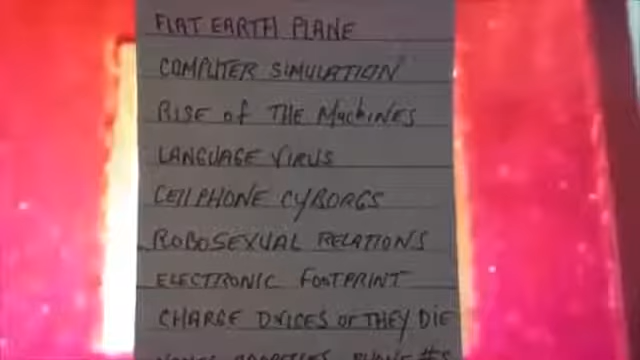 FLAT EARTH PLANE
COMPUTER SIMULATION
RISE of THE MAchINES
LANGUAGE VIRUS
CELLPHONE CYBORGS
ROBOSEXUAL RELATIONS
ELECTRONIC FOOTPRINT
CHARGE DVICES or THEY DIE